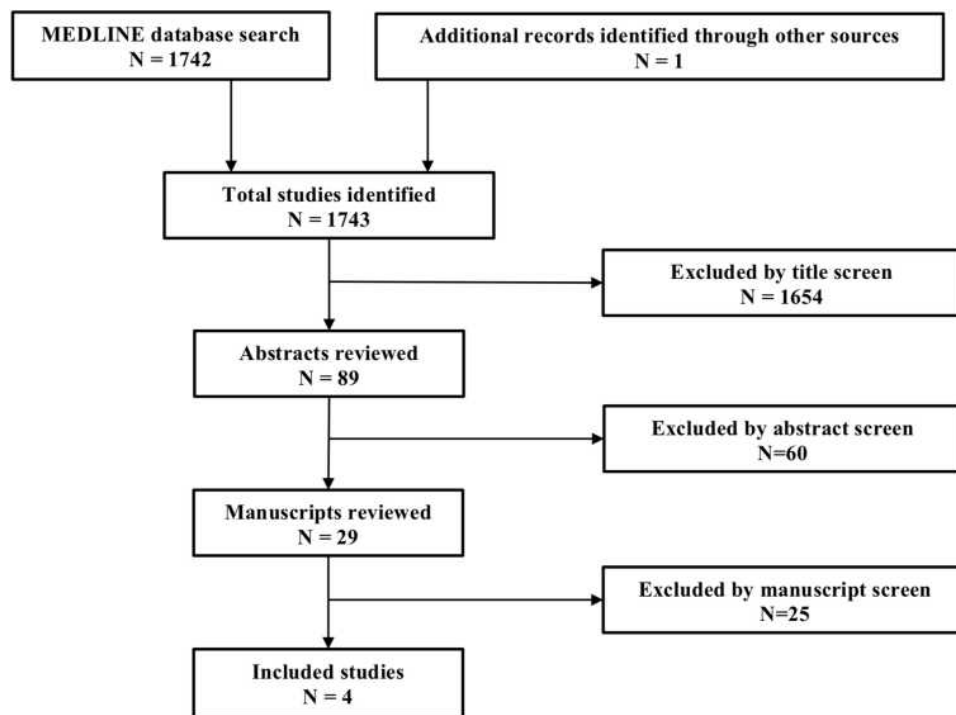 MEDLINE database search
N = 1742
Additional records identified through other sources
N = 1
Total studies identified
N = 1743
Excluded by title screen
N = 1654
Abstracts reviewed
N = 89
Excluded by abstract screen
N=60
Manuscripts reviewed
N = 29
Excluded by manuscript screen
N=25
Included studies
N = 4